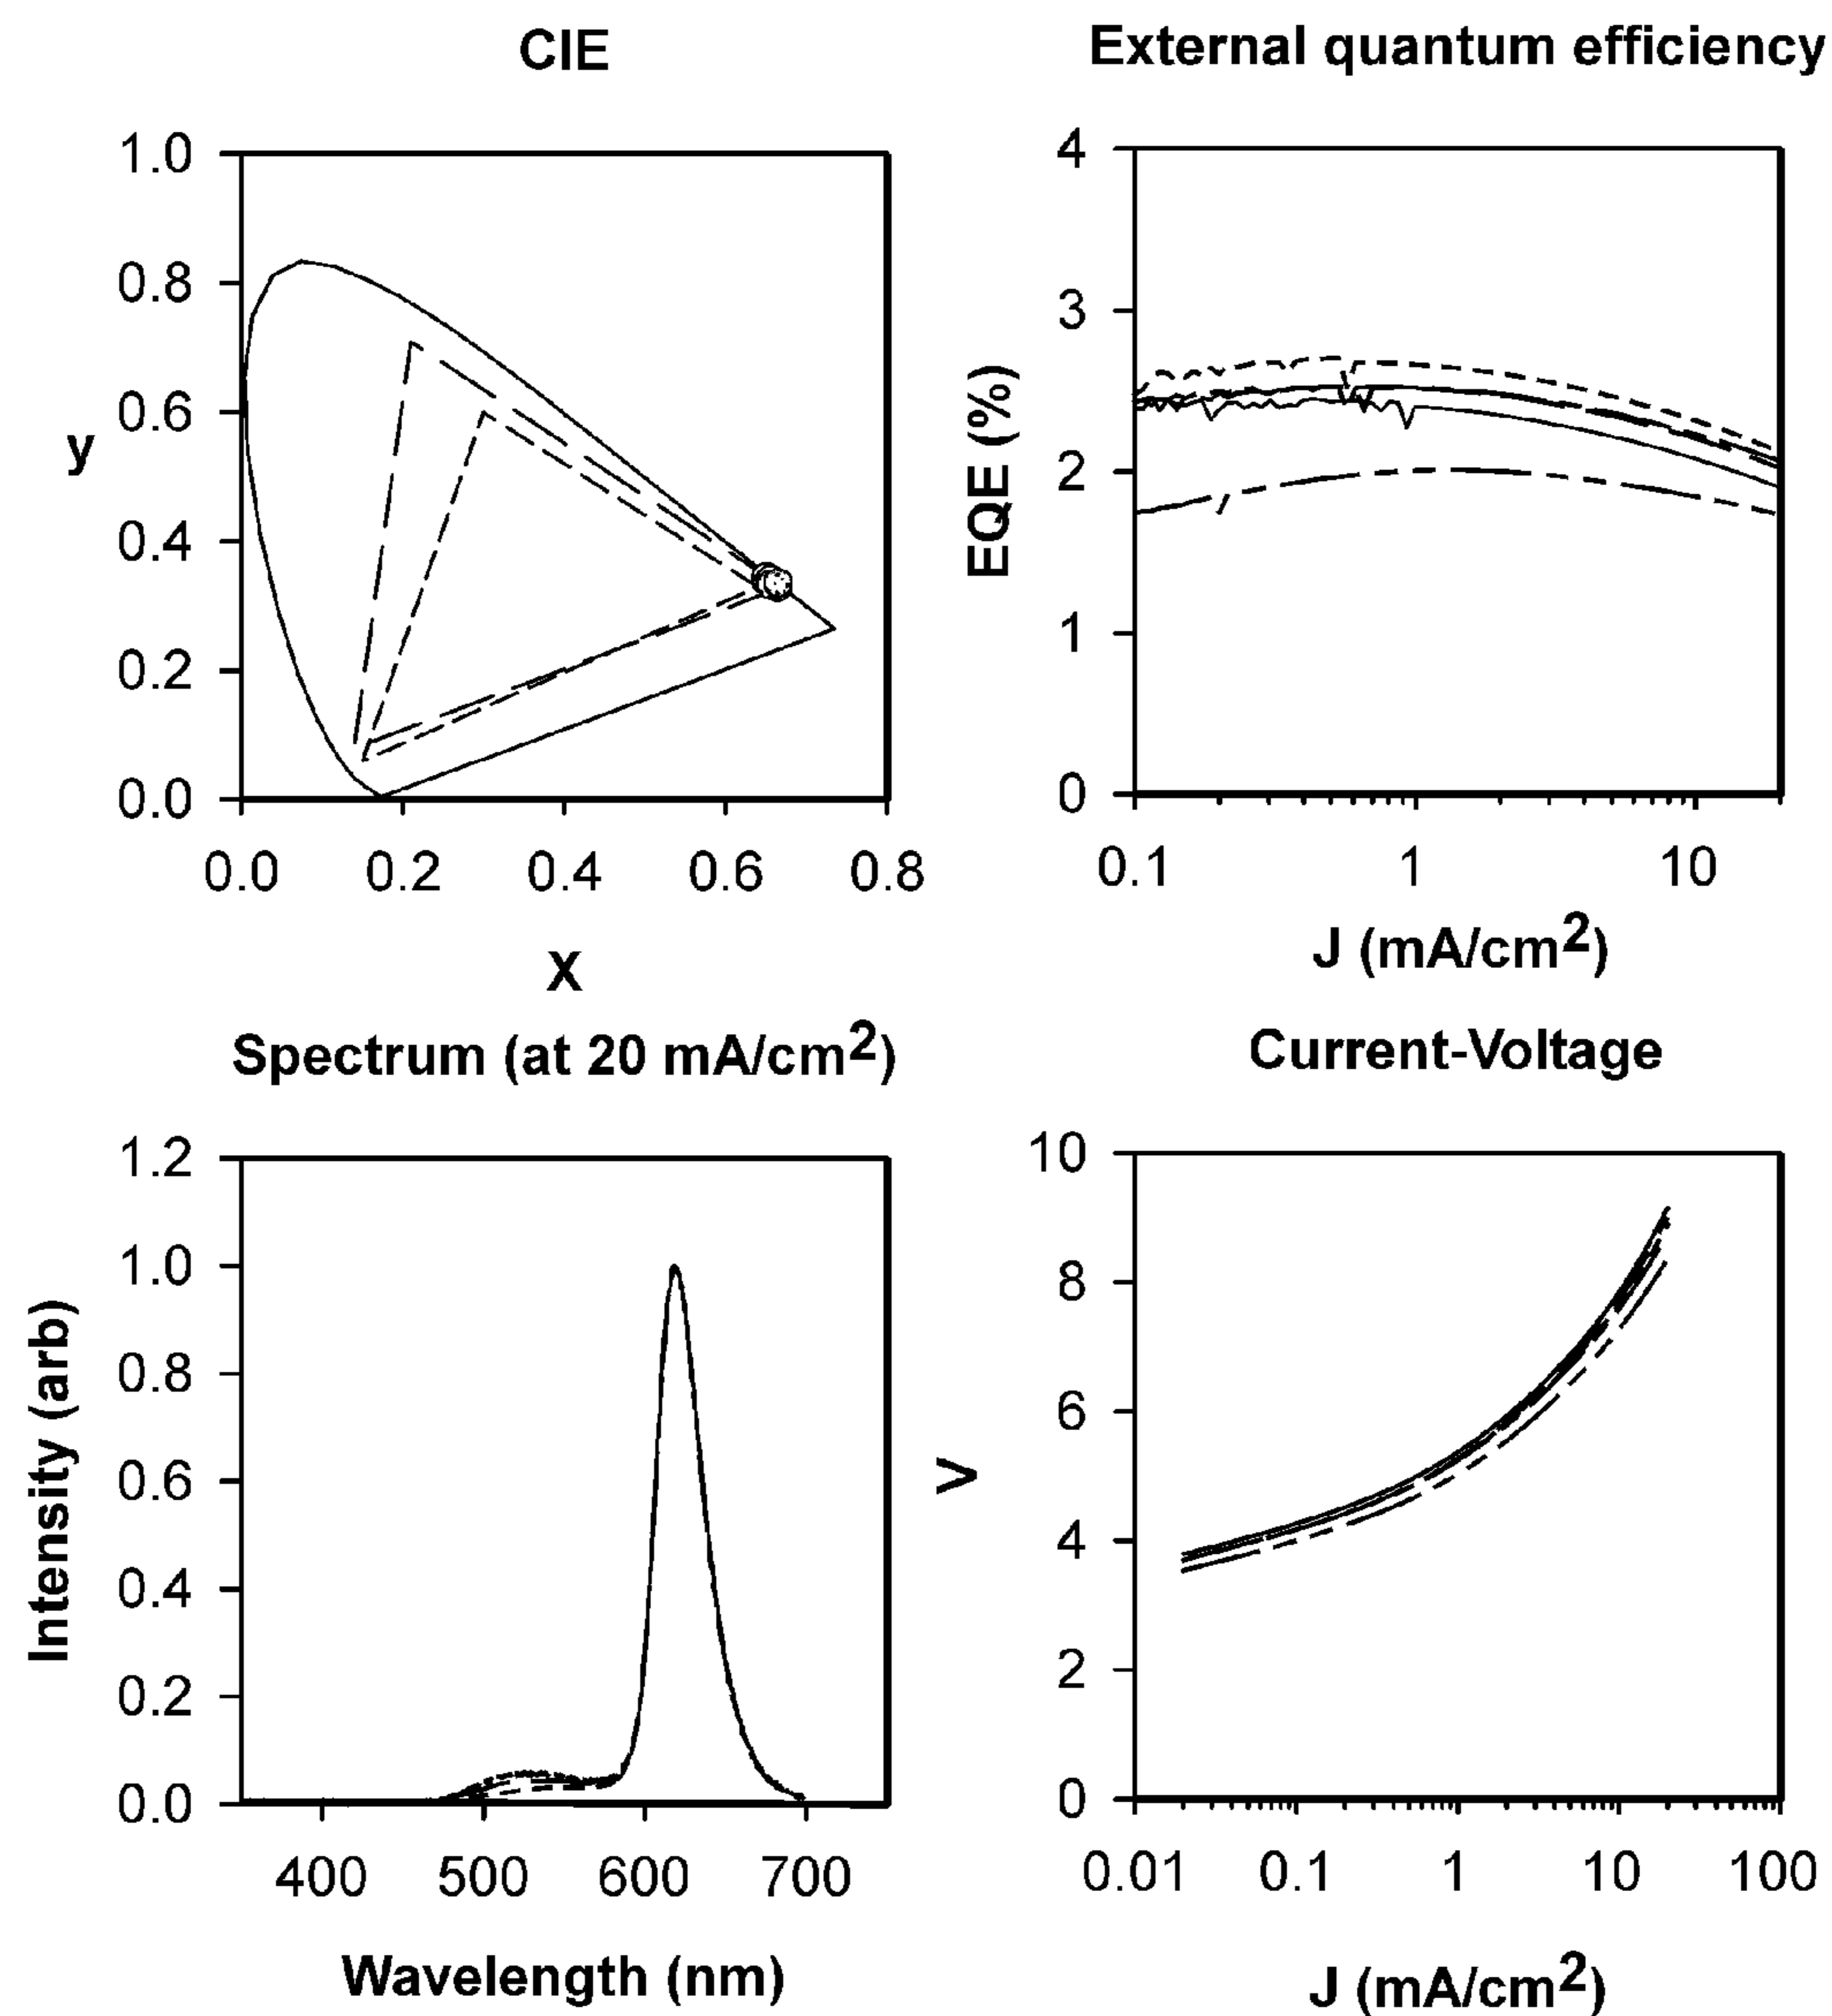 CIE
1.0
0.8
0.6
0.4
0.2
0.0
y
0.0 0.2 0.4 0.6 0.8
X
External quantum efficiency
4
3
2
1
0
EQE (%)
0.1 1 10
J (mA/cm2)
Spectrum (at 20 mA/cm2)
1.2
1.0
0.8
0.6
0.4
0.2
0.0
Intensity (arb)
400 500 600 700
Wavelength (nm)
Current-Voltage
10
8
6
4
2
0
V
0.01 0.1 1 10 100
J (mA/cm2)